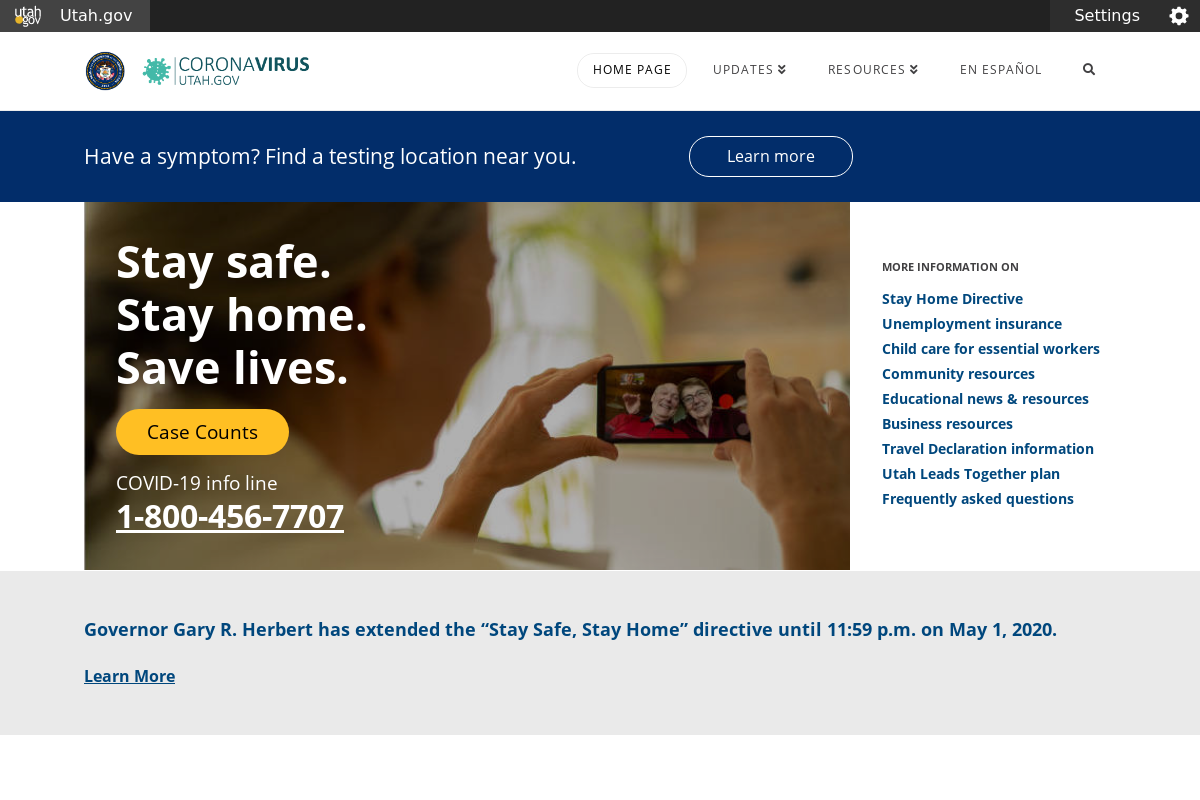 utah gov Utah.gov Settings
CORONAVIRUS
UTAH.GOV
HOME PAGE UPDATES RESOURCES EN ESPAÑOL
Have a symptom? Find a testing location near you. Learn more
Stay safe.
Stay home.
Save lives.
Case Counts
COVID-19 info line
1-800-456-7707
MORE INFORMATION ON
Stay Home Directive
Unemployment insurance
Child care for essential workers
Community resources
Educational news & resources
Business resources
Travel Declaration information
Utah Leads Together plan
Frequently asked questions
Governor Gary R. Herbert has extended the “Stay Safe, Stay Home” directive until 11:59 p.m. on May 1, 2020.
Learn More